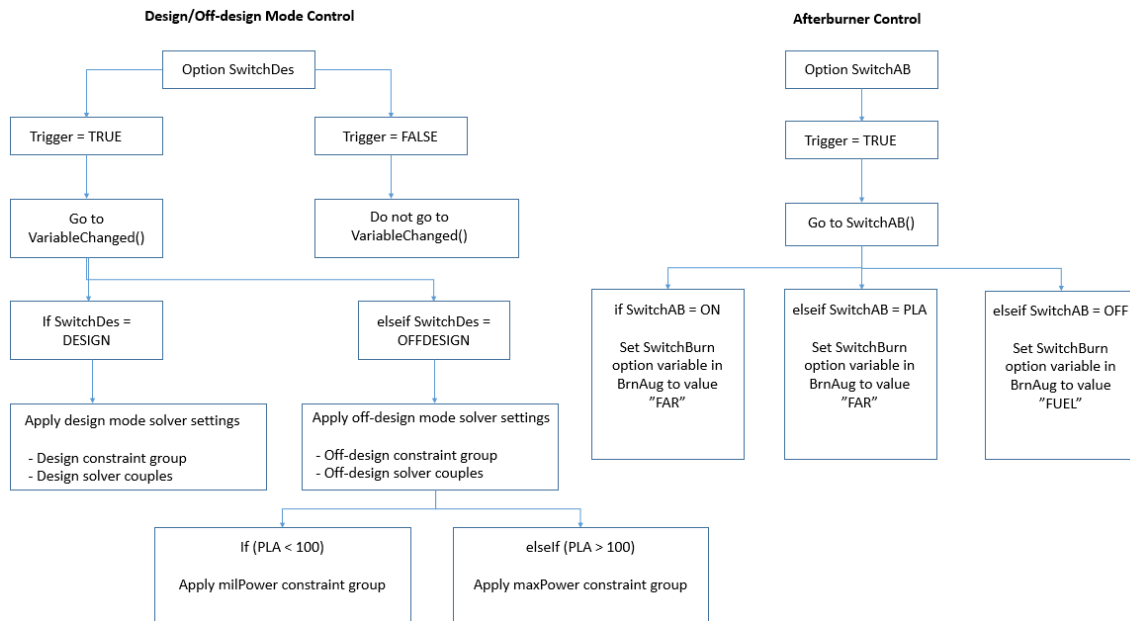 Design/Off-design Mode Control
Option SwitchDes
Trigger = TRUE
Trigger = FALSE
Go to
VariableChanged()
Do not go to
VariableChanged()
If SwitchDes =
DESIGN
elseif SwitchDes =
OFFDESIGN
Apply design mode solver settings
- Design constraint group
- Design solver couples
Apply off-design mode solver settings
- Off-design constraint group
- Off-design solver couples
If (PLA < 100)
Apply milPower constraint group
elseIf (PLA > 100)
Apply maxPower constraint group
Afterburner Control
Option SwitchAB
Trigger = TRUE
Go to SwitchAB()
if SwitchAB = ON
Set SwitchBurn
option variable in
BrnAug to value
”FAR”
elseif SwitchAB = PLA
Set SwitchBurn
option variable in
BrnAug to value
”FAR”
elseif SwitchAB = OFF
Set SwitchBurn
option variable in
BrnAug to value
”FUEL”